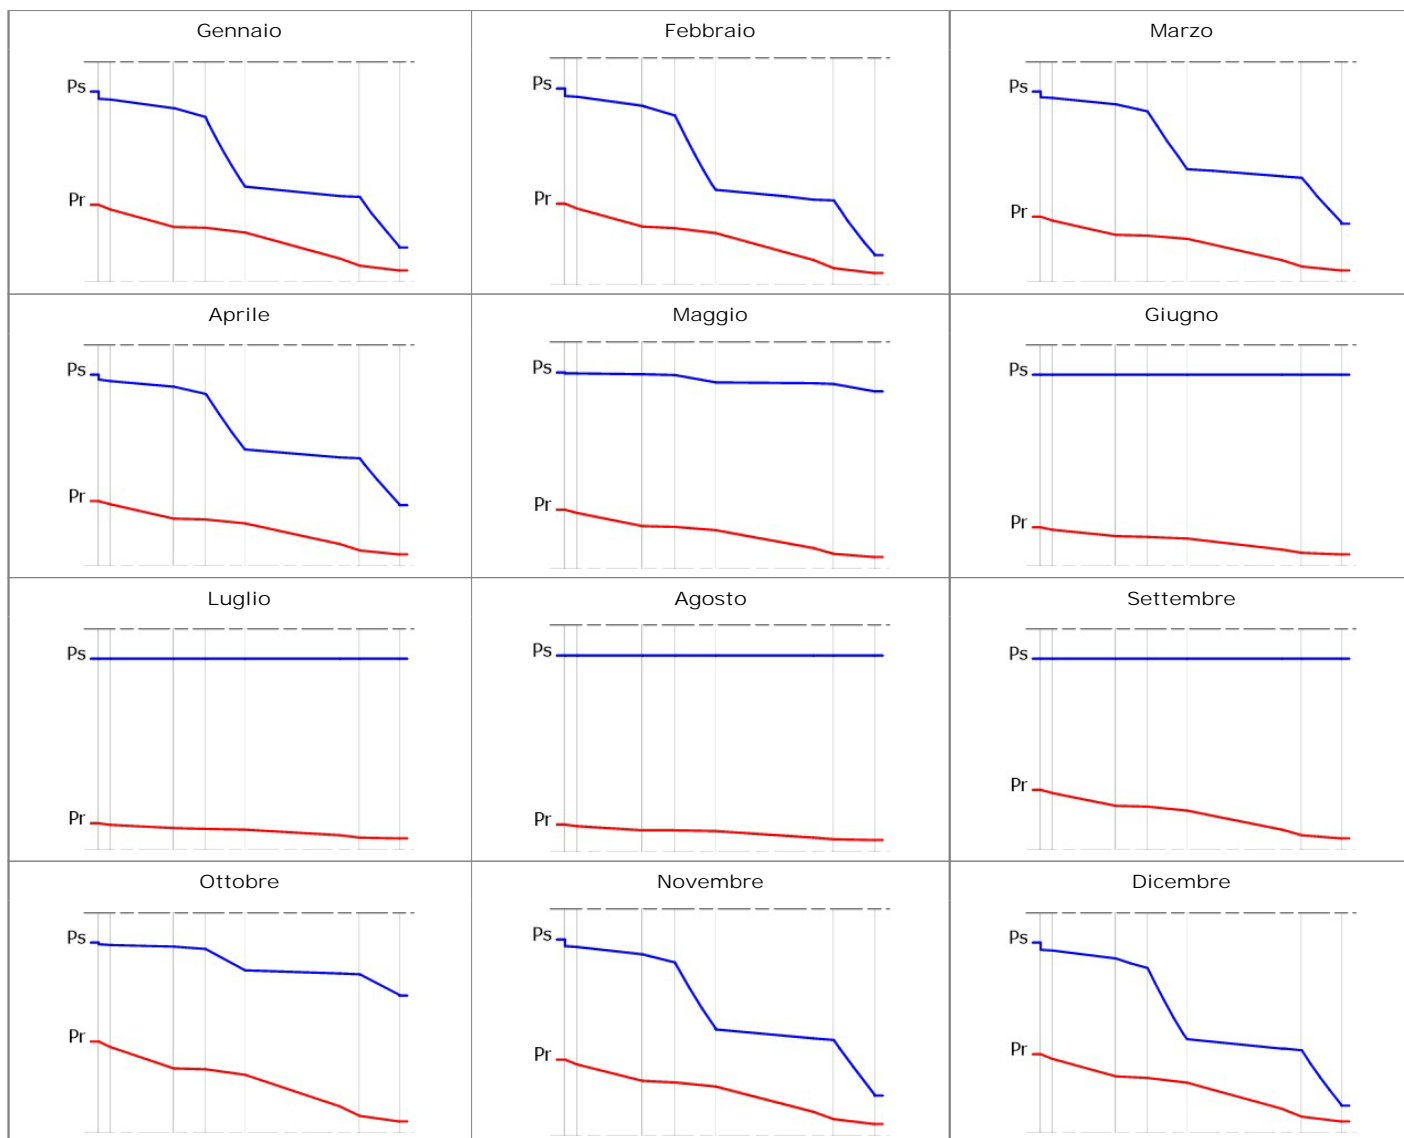 Gennaio Febbraio Marzo
Ps Ps Ps
Pr Pr Pr
Aprile Maggio Giugno
Ps Ps Ps
Pr Pr Pr
Luglio Agosto Settembre
Ps Ps Ps
Pr Pr Pr
Ottobre Novembre Dicembre
Ps Ps Ps
Pr Pr Pr